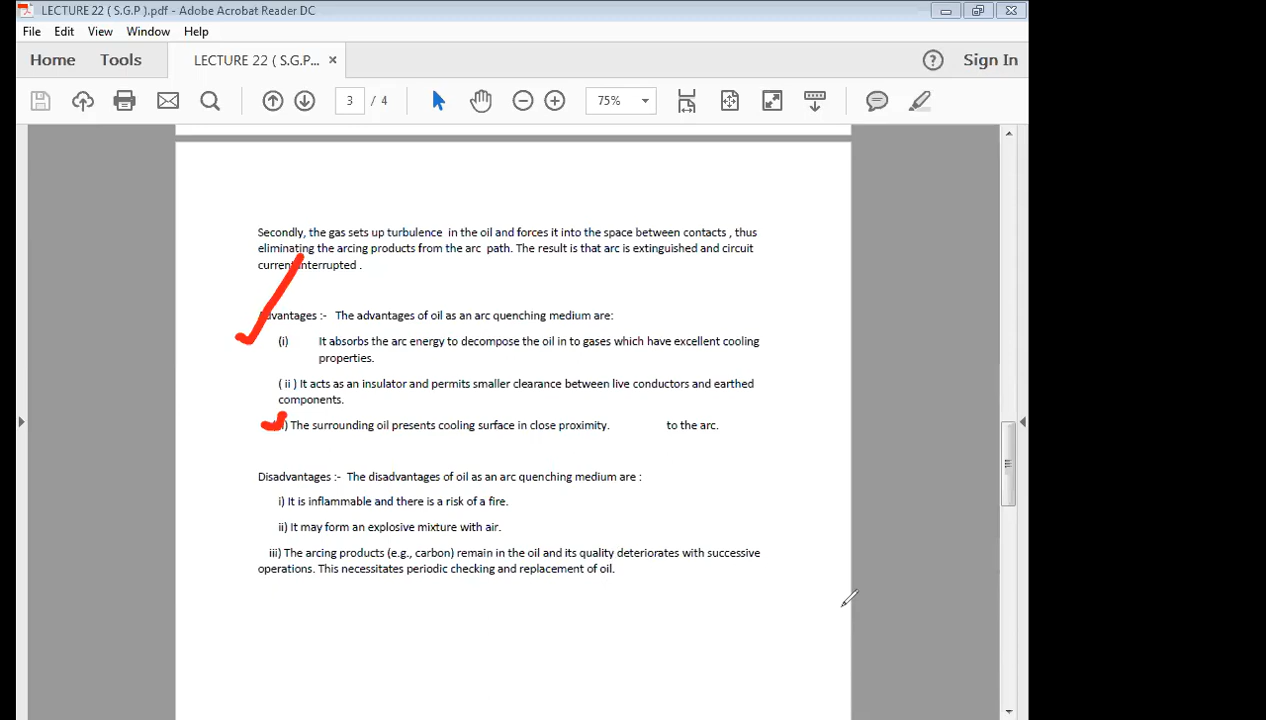 LECTURE 22 ( S.G.P ).pdf - Adobe Acrobat Reader DC
File Edit View Window Help
Home Tools LECTURE 22 ( S.G.P... × Sign In
3 / 4 75%
Secondly, the gas sets up turbulence in the oil and forces it into the space between contacts , thus
eliminating the arcing products from the arc path. The result is that arc is extinguished and circuit
current interrupted .
Advantages :- The advantages of oil as an arc quenching medium are:
(i) It absorbs the arc energy to decompose the oil in to gases which have excellent cooling
properties.
( ii ) It acts as an insulator and permits smaller clearance between live conductors and earthed
components.
) The surrounding oil presents cooling surface in close proximity. to the arc.
Disadvantages :- The disadvantages of oil as an arc quenching medium are :
i) It is inflammable and there is a risk of a fire.
ii) It may form an explosive mixture with air.
iii) The arcing products (e.g., carbon) remain in the oil and its quality deteriorates with successive
operations. This necessitates periodic checking and replacement of oil.